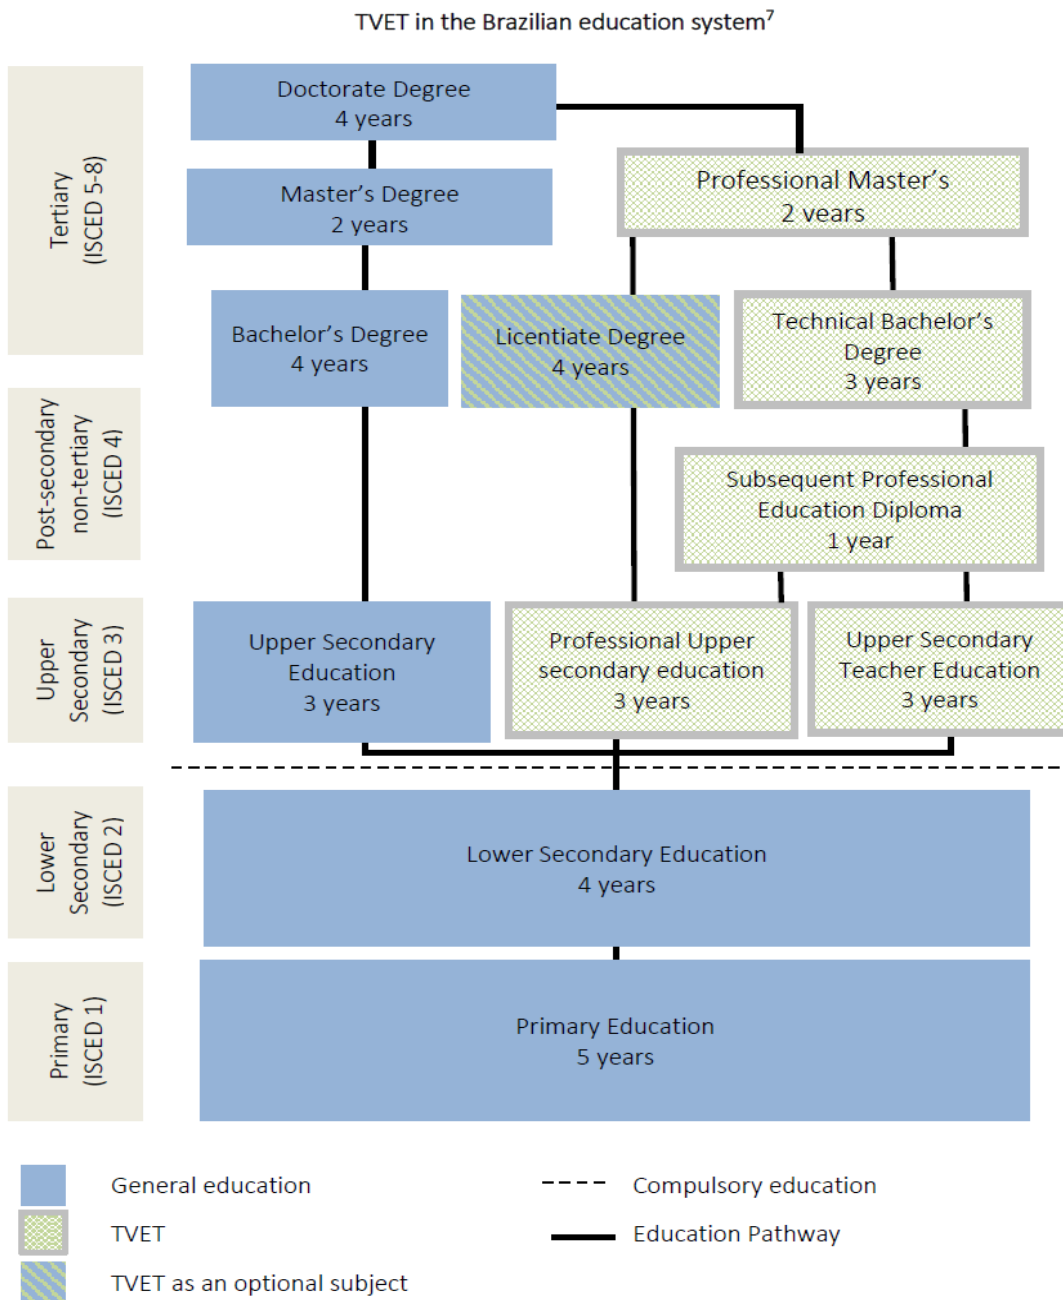 TVET in the Brazilian education system7
Tertiary
(ISCED 5-8)
Doctorate Degree
4 years
Master's Degree
2 years
Professional Master's
2 years
Bachelor's Degree
4 years
Licentiate Degree
4 years
Technical Bachelor's
Degree
3 years
Post-secondary
non-tertiary
(ISCED 4)
Subsequent Professional
Education Diploma
1 year
Upper
Secondary
(ISCED 3)
Upper Secondary
Education
3 years
Professional Upper
secondary education
3 years
Upper Secondary
Teacher Education
3 years
Lower
Secondary
(ISCED 2)
Lower Secondary Education
4 years
Primary
(ISCED 1)
Primary Education
5 years
General education
Compulsory education
TVET
Education Pathway
TVET as an optional subject